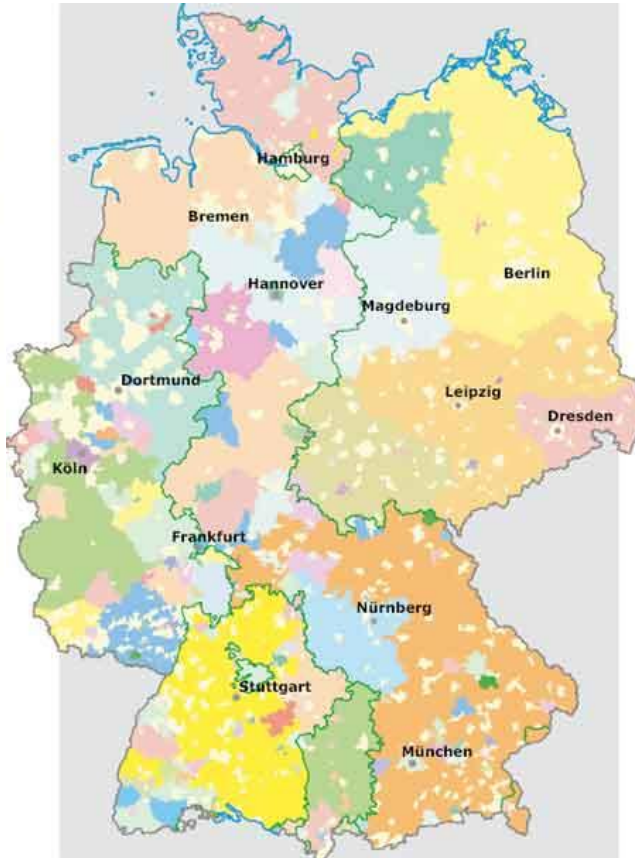 Hamburg
Bremen
Berlin
Hannover
Magdeburg
Dortmund
Leipzig
Dresden
Köln
Frankfurt
Nürnberg
Stuttgart
München